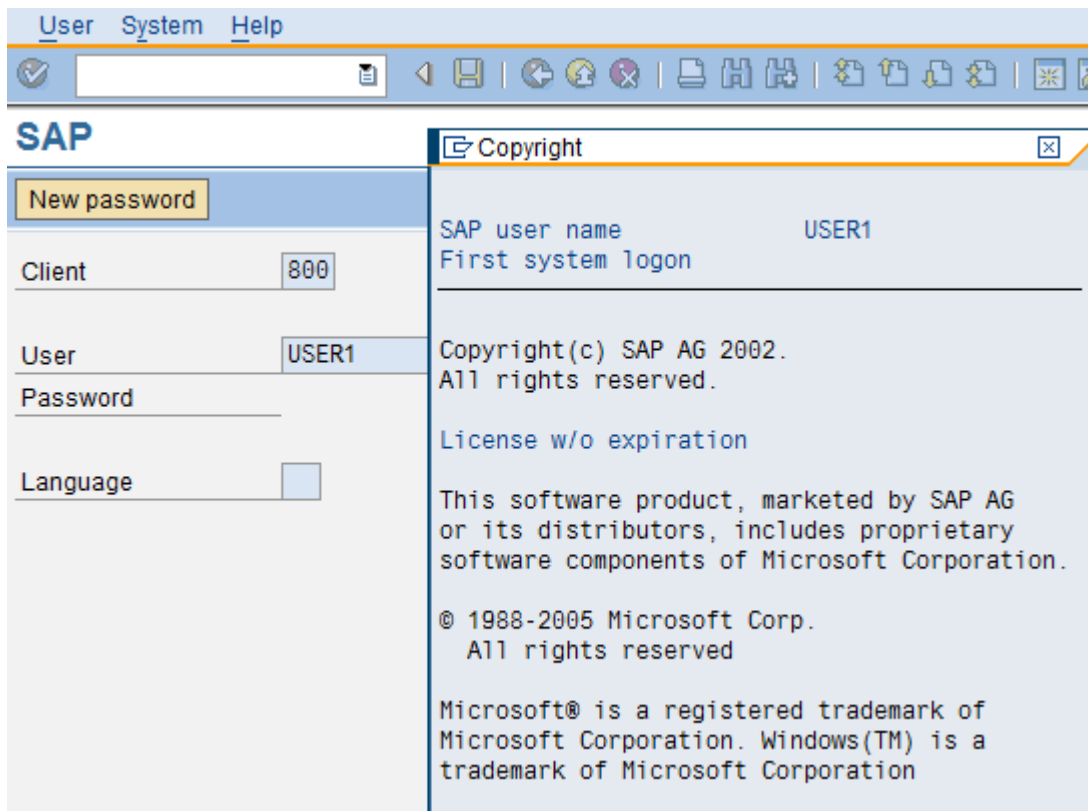 User System Help
SAP
New password
Client 800
User USER1
Password
Language
Copyright
SAP user name USER1
First system logon
Copyright(c) SAP AG 2002.
All rights reserved.
License w/o expiration
This software product, marketed by SAP AG
or its distributors, includes proprietary
software components of Microsoft Corporation.
© 1988-2005 Microsoft Corp.
All rights reserved
Microsoft® is a registered trademark of
Microsoft Corporation. Windows(TM) is a
trademark of Microsoft Corporation